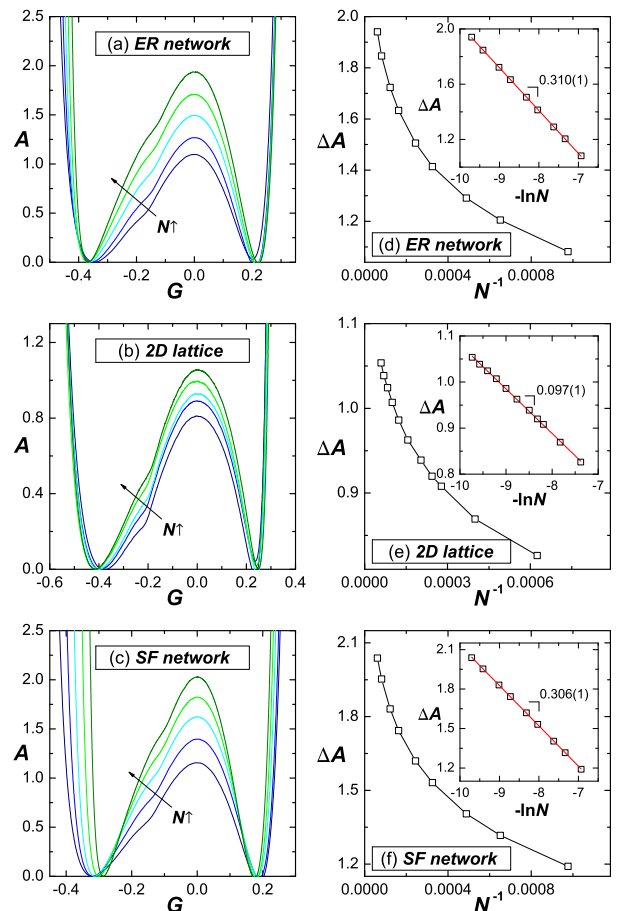 2.5
2.0
1.5
1.0
0.5
0.0
A
(a) ER network
N↑
-0.4 -0.2 0.0 0.2
G
2.0
1.8
1.6
1.4
1.2
ΔA
2.0
1.6
1.2
ΔA
0.310(1)
-10 -9 -8 -7
-lnN
(d) ER network
0.0000 0.0004 0.0008
N⁻¹
1.2
0.8
0.4
0.0
A
(b) 2D lattice
N↑
-0.6 -0.4 -0.2 0.0 0.2 0.4
G
1.1
1.0
0.9
ΔA
1.1
1.0
0.9
0.8
ΔA
0.097(1)
-10 -9 -8 -7
-lnN
(e) 2D lattice
0.0000 0.0003 0.0006
N⁻¹
2.5
2.0
1.5
1.0
0.5
0.0
A
(c) SF network
N↑
-0.4 -0.2 0.0 0.2
G
2.1
1.8
1.5
1.2
ΔA
2.1
1.8
1.5
1.2
ΔA
0.306(1)
-10 -9 -8 -7
-lnN
(f) SF network
0.0000 0.0004 0.0008
N⁻¹